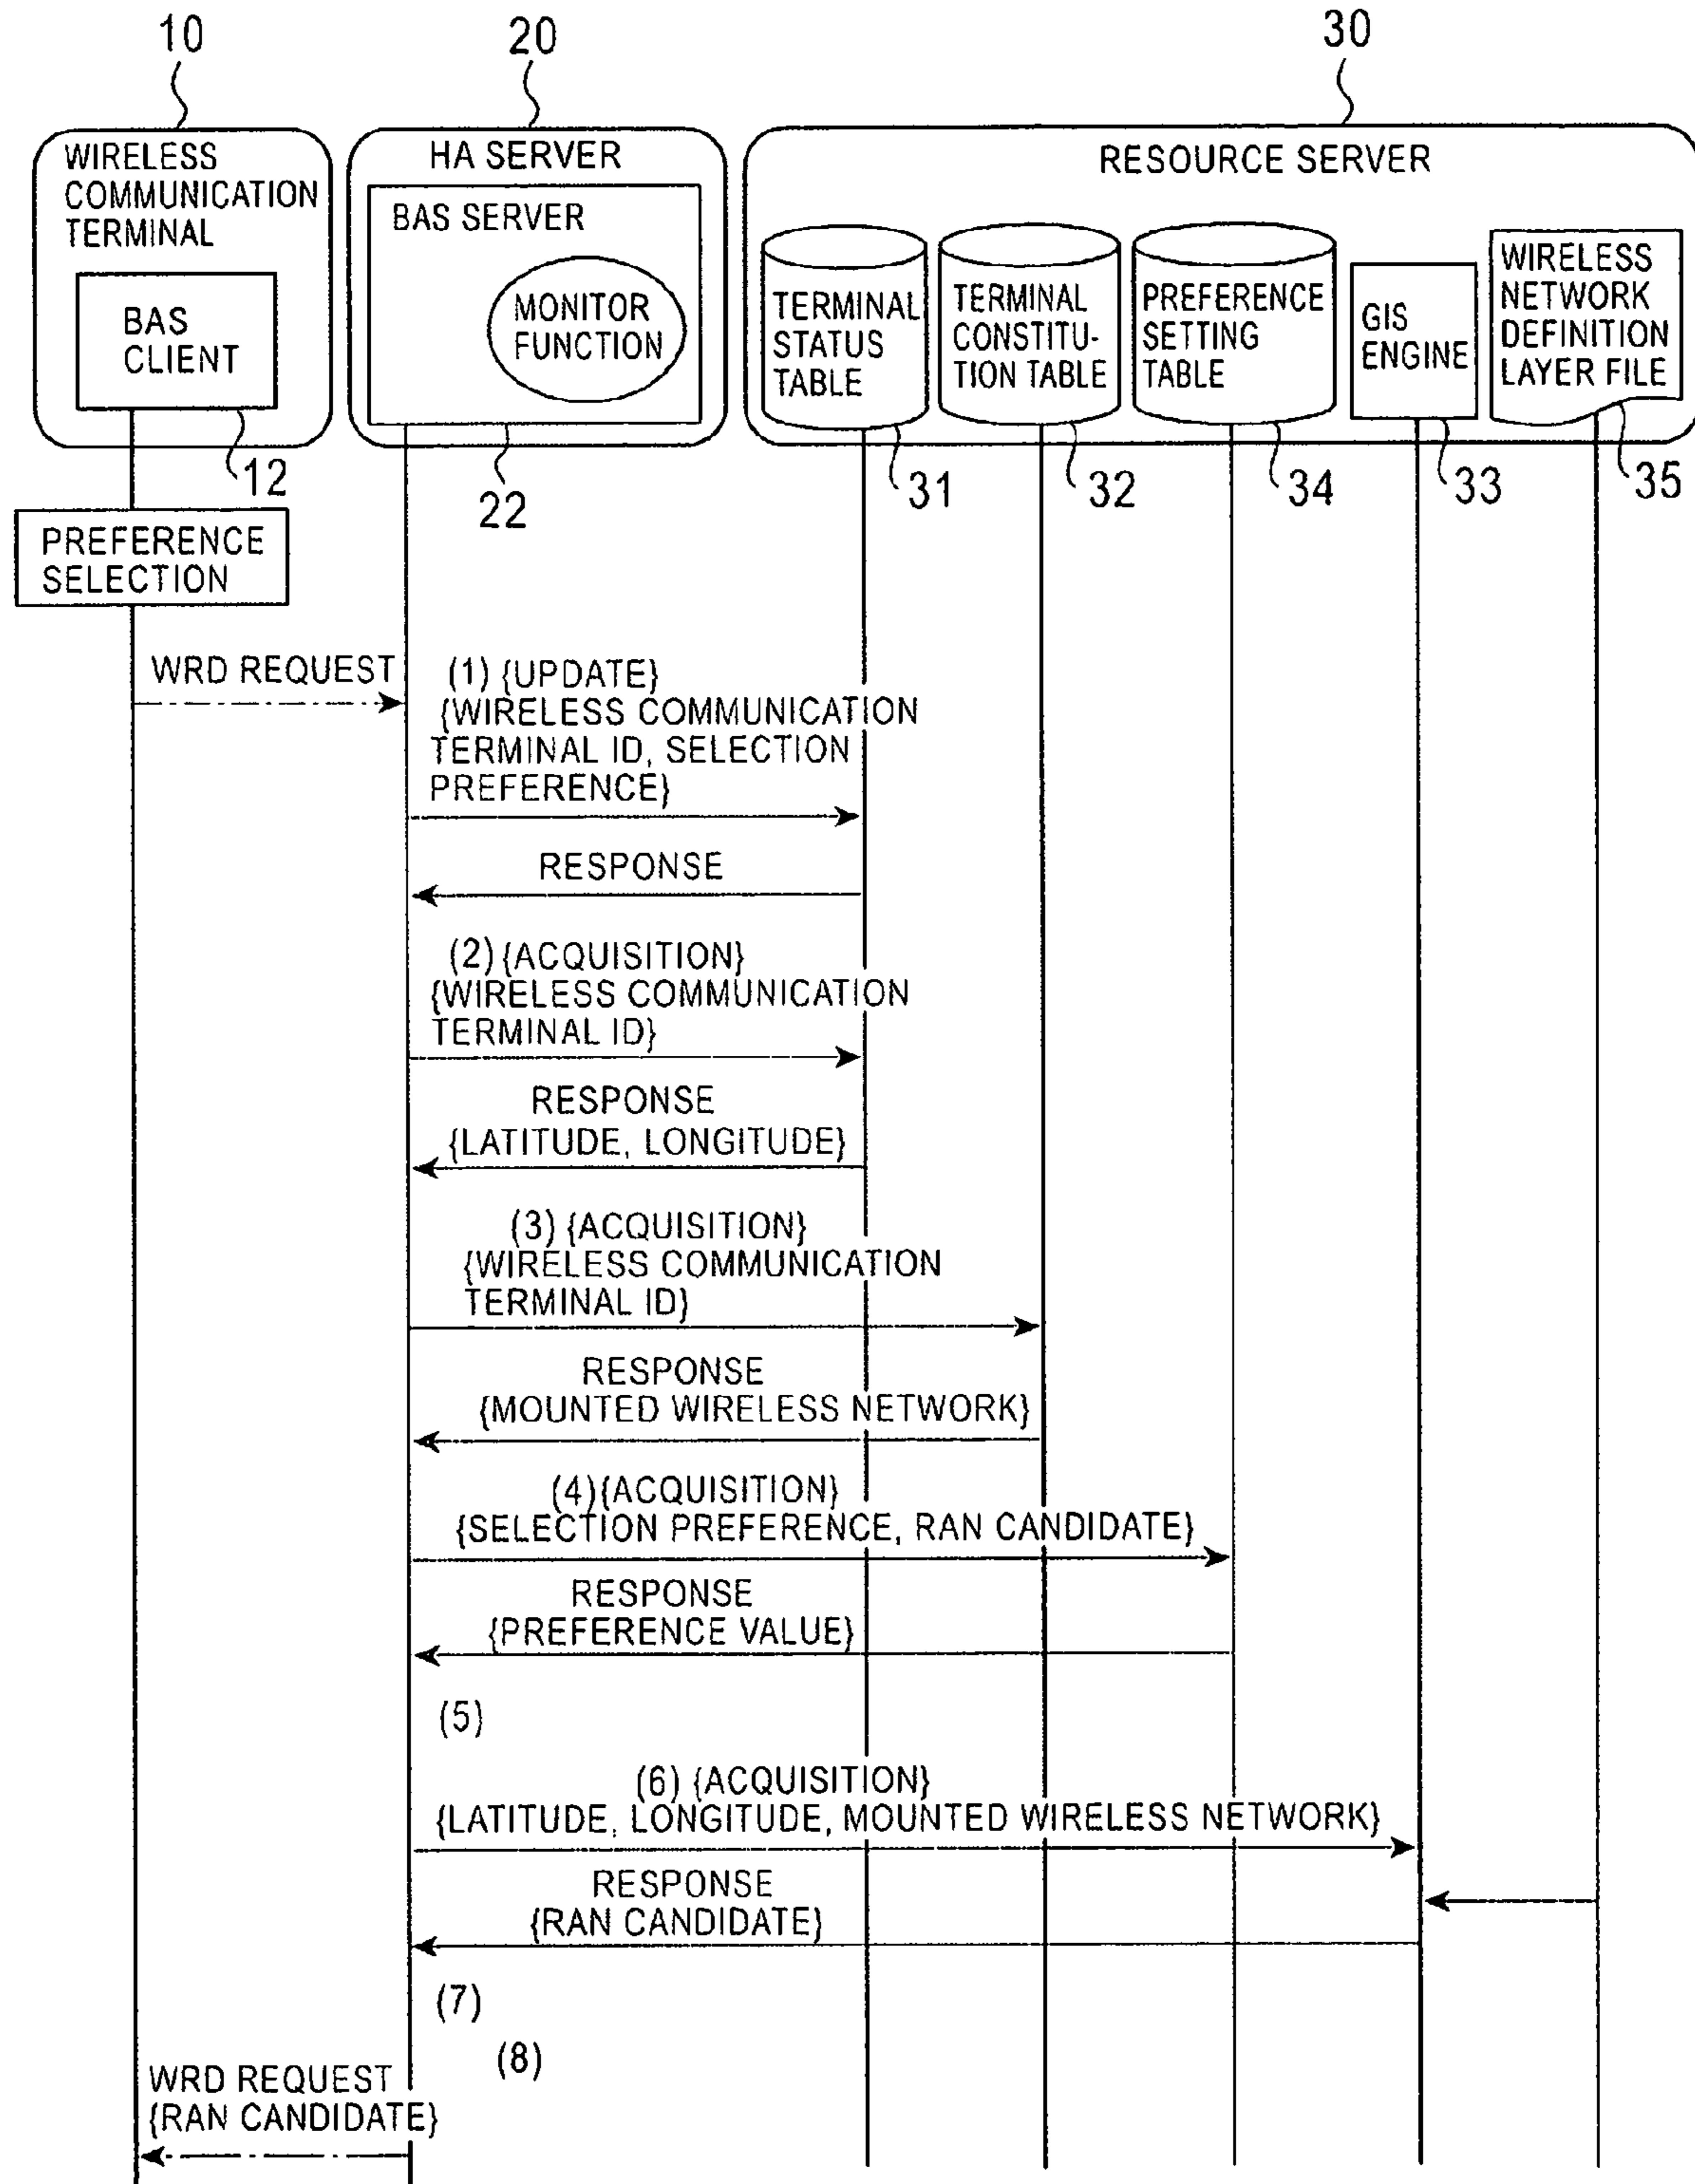 10
20
30
WIRELESS
COMMUNICATION
TERMINAL
BAS
CLIENT
HA SERVER
BAS SERVER
MONITOR
FUNCTION
RESOURCE SERVER
TERMINAL
STATUS
TABLE
TERMINAL
CONSTITU-
TION TABLE
PREFERENCE
SETTING
TABLE
GIS
ENGINE
WIRELESS
NETWORK
DEFINITION
LAYER FILE
12
22
31
32
34
33
35
PREFERENCE
SELECTION
WRD REQUEST
(1) {UPDATE}
{WIRELESS COMMUNICATION
TERMINAL ID, SELECTION
PREFERENCE}
RESPONSE
(2) {ACQUISITION}
{WIRELESS COMMUNICATION
TERMINAL ID}
RESPONSE
{LATITUDE, LONGITUDE}
(3) {ACQUISITION}
{WIRELESS COMMUNICATION
TERMINAL ID}
RESPONSE
{MOUNTED WIRELESS NETWORK}
(4) {ACQUISITION}
{SELECTION PREFERENCE, RAN CANDIDATE}
RESPONSE
{PREFERENCE VALUE}
(5)
(6) {ACQUISITION}
{LATITUDE, LONGITUDE, MOUNTED WIRELESS NETWORK}
RESPONSE
{RAN CANDIDATE}
(7)
(8)
WRD REQUEST
{RAN CANDIDATE}